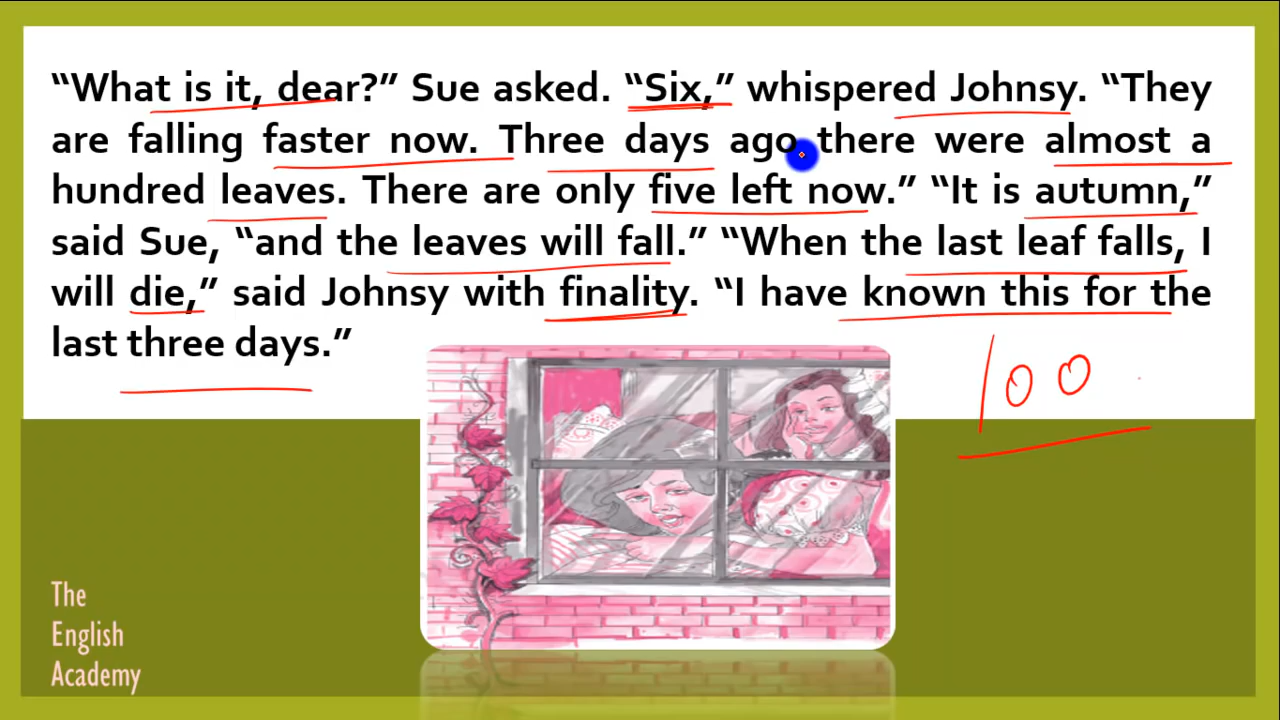 “What is it, dear?” Sue asked. “Six,” whispered Johnsy. “They
are falling faster now. Three days ago there were almost a
hundred leaves. There are only five left now.” “It is autumn,”
said Sue, “and the leaves will fall.” “When the last leaf falls, I
will die,” said Johnsy with finality. “I have known this for the
last three days.”
100
The
English
Academy